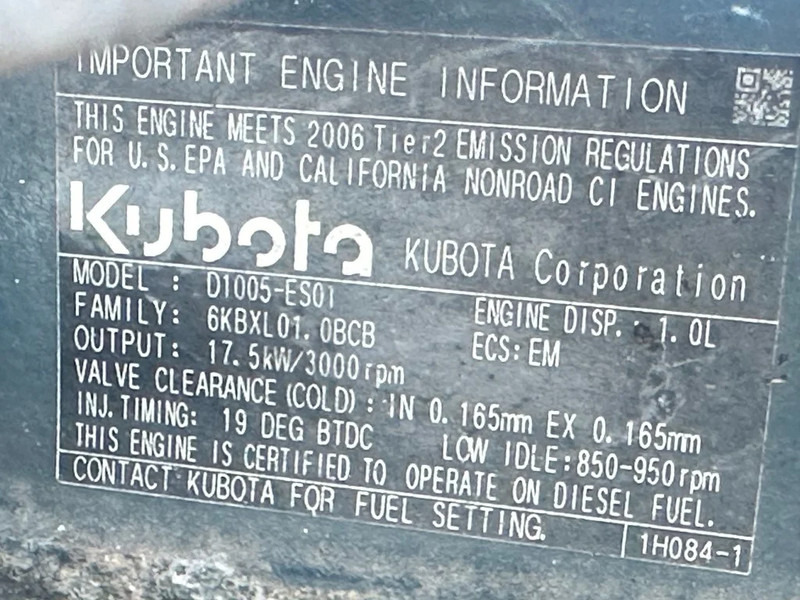 IMPORTANT ENGINE INFORMATION
THIS ENGINE MEETS 2006 Tier2 EMISSION REGULATIONS
FOR U.S.EPA AND CALIFORNIA NONROAD CI ENGINES.
Kubota KUBOTA Corporation
MODEL : D1005-ES01 ENGINE DISP. : 1.0L
FAMILY: 6KBXL01.0BCB ECS: EM
OUTPUT: 17.5kW/3000rpm
VALVE CLEARANCE (COLD) : IN 0.165mm EX 0.165mm
INJ.TIMING: 19 DEG BTDC LOW IDLE:850-950rpm
THIS ENGINE IS CERTIFIED TO OPERATE ON DIESEL FUEL.
CONTACT KUBOTA FOR FUEL SETTING. 1H084-1